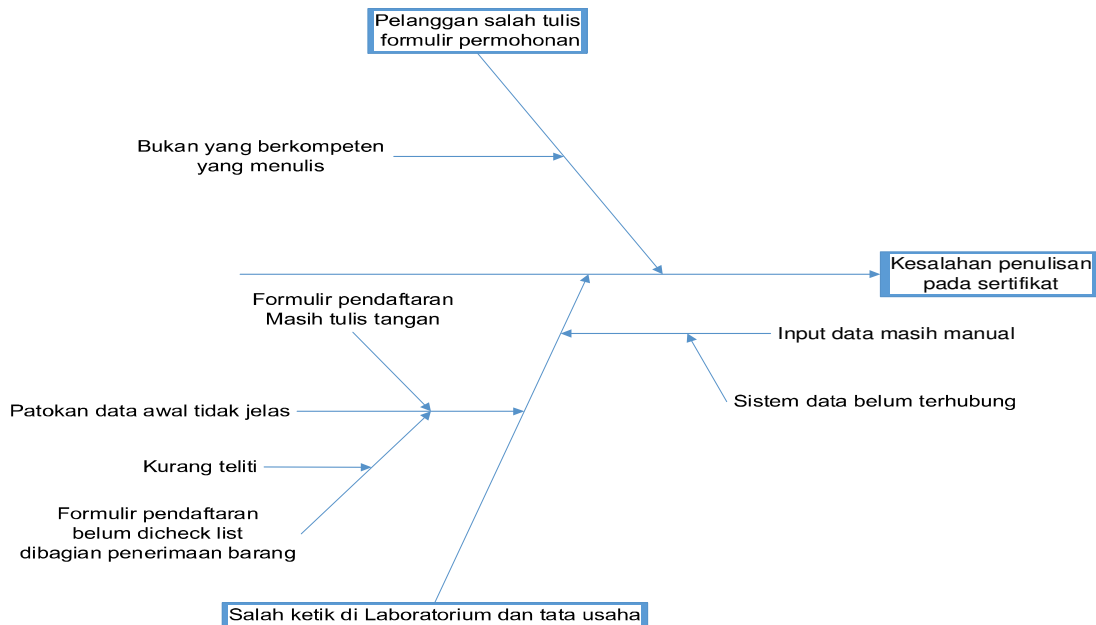 Pelanggan salah tulis
formulir permohonan
Bukan yang berkompeten
yang menulis
Kesalahan penulisan
pada sertifikat
Formulir pendaftaran
Masih tulis tangan
Input data masih manual
Patokan data awal tidak jelas
Sistem data belum terhubung
Kurang teliti
Formulir pendaftaran
belum dicheck list
dibagian penerimaan barang
Salah ketik di Laboratorium dan tata usaha